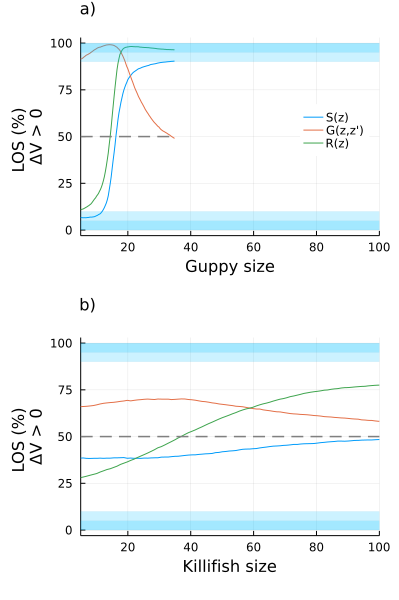 a)
LOS (%)
ΔV > 0
100
75
50
25
0
S(z)
G(z,z')
R(z)
20 40 60 80 100
Guppy size
b)
LOS (%)
ΔV > 0
100
75
50
25
0
20 40 60 80 100
Killifish size